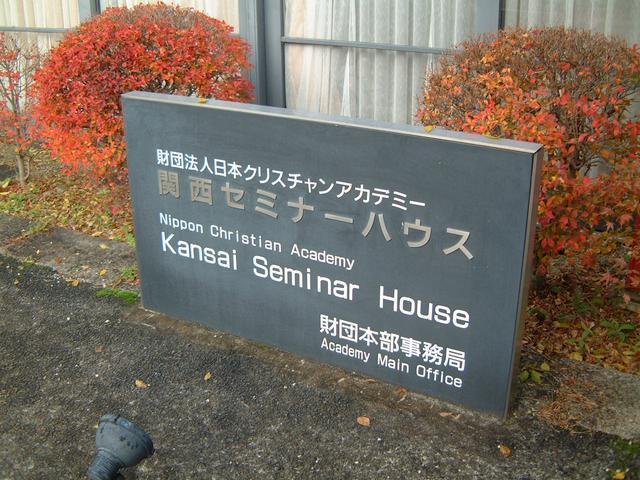 財団法人日本クリスチャンアカデミー
関西セミナーハウス
Nippon Christian Academy
Kansai Seminar House
財団本部事務局
Academy Main Office